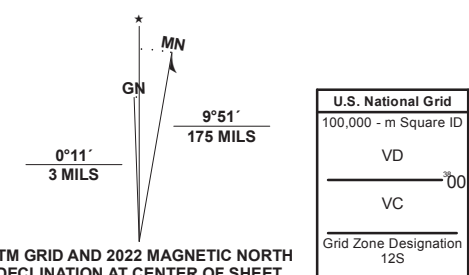 ★
MN
GN
9°51´
175 MILS
0°11´
3 MILS
TM GRID AND 2022 MAGNETIC NORTH
DECLINATION AT CENTER OF SHEET
U.S. National Grid
100,000 - m Square ID
VD
3800
VC
Grid Zone Designation
12S